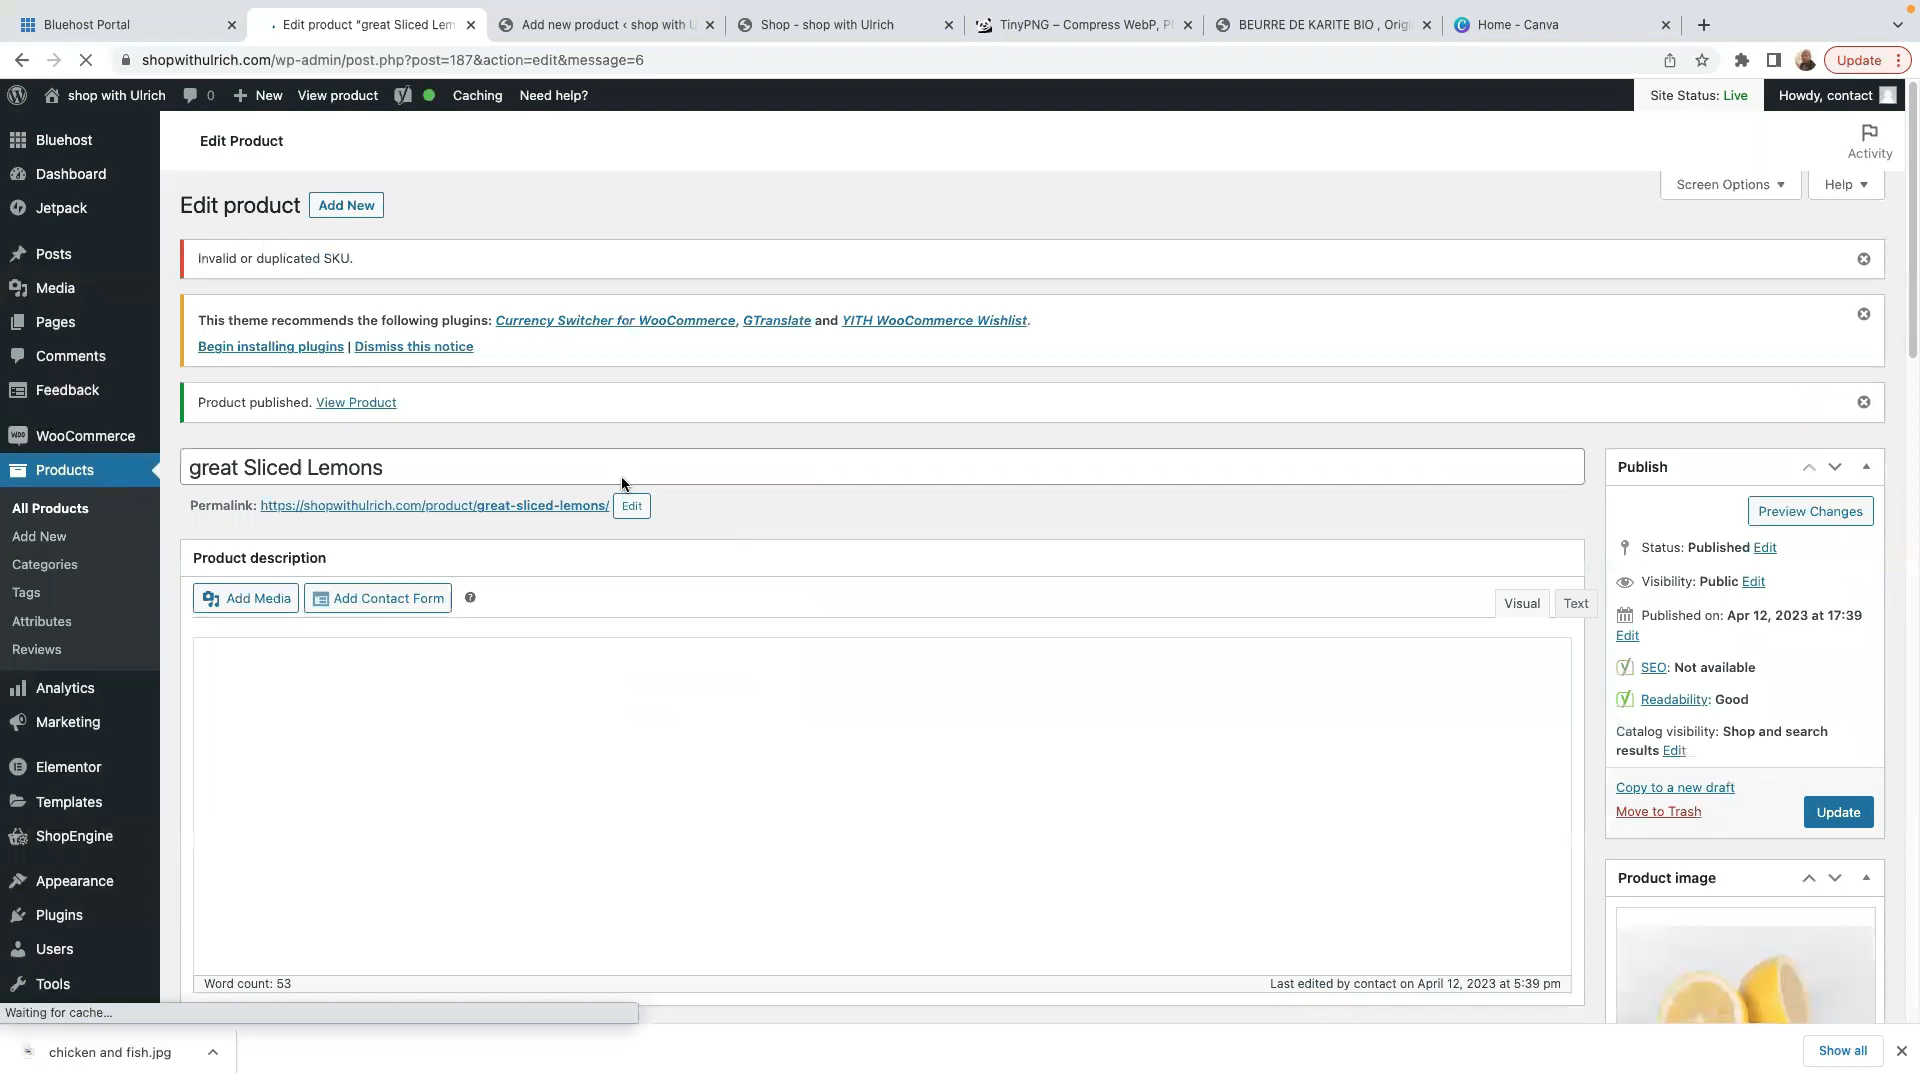 Bluehost Portal
Edit product "great Sliced Lem
Add new product ‹ shop with U
Shop - shop with Ulrich
TinyPNG – Compress WebP, P
BEURRE DE KARITE BIO , Orig
Home - Canva
shopwithulrich.com/wp-admin/post.php?post=187&action=edit&message=6
Update
shop with Ulrich
0
New
View product
Caching
Need help?
Site Status: Live
Howdy, contact
Bluehost
Dashboard
Jetpack
Posts
Media
Pages
Comments
Feedback
WooCommerce
Products
All Products
Add New
Categories
Tags
Attributes
Reviews
Analytics
Marketing
Elementor
Templates
ShopEngine
Appearance
Plugins
Users
Tools
Edit Product
Activity
Screen Options
Help
Edit product
Add New
Invalid or duplicated SKU.
This theme recommends the following plugins: Currency Switcher for WooCommerce, GTranslate and YITH WooCommerce Wishlist.
Begin installing plugins | Dismiss this notice
Product published. View Product
great Sliced Lemons
Permalink: https://shopwithulrich.com/product/great-sliced-lemons/ Edit
Product description
Add Media
Add Contact Form
Visual
Text
Word count: 53
Last edited by contact on April 12, 2023 at 5:39 pm
Publish
Preview Changes
Status: Published Edit
Visibility: Public Edit
Published on: Apr 12, 2023 at 17:39
Edit
SEO: Not available
Readability: Good
Catalog visibility: Shop and search
results Edit
Copy to a new draft
Move to Trash
Update
Product image
Waiting for cache...
chicken and fish.jpg
Show all